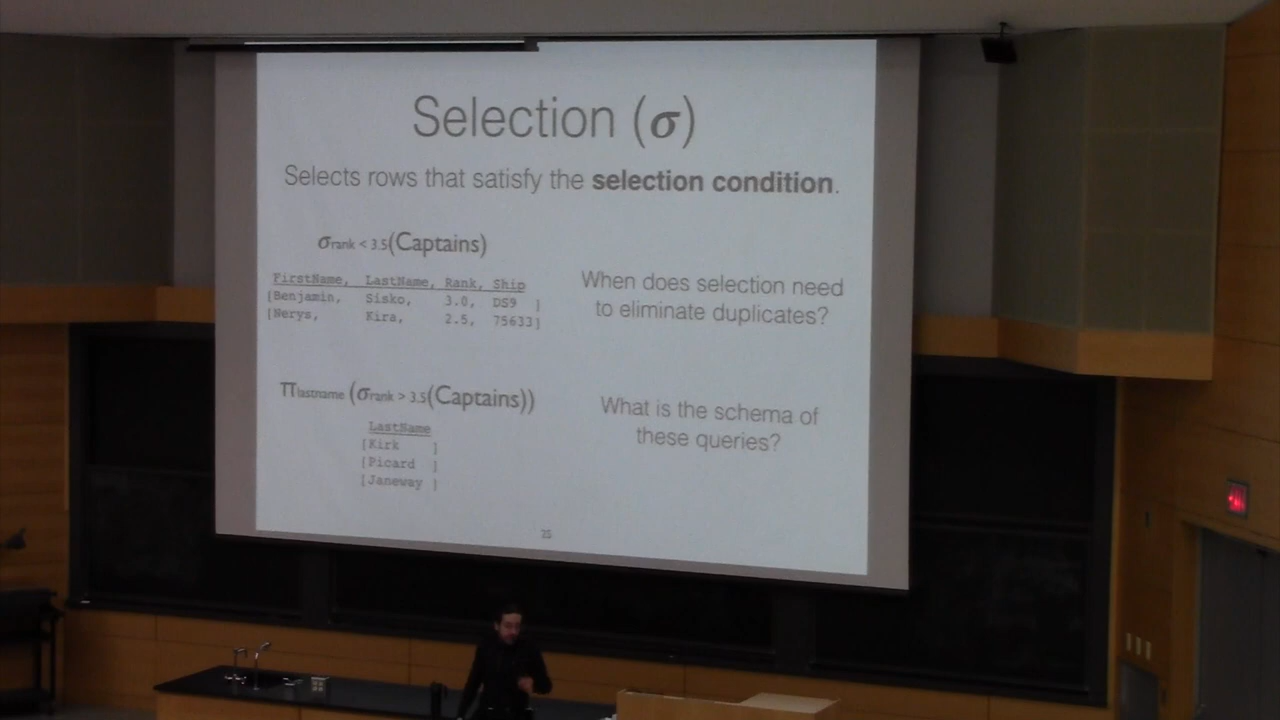 Selection (σ)
Selects rows that satisfy the selection condition.
σrank < 3.5(Captains)
FirstName, LastName, Rank, Ship
[Benjamin, Sisko, 3.0, DS9 ]
[Nerys, Kira, 2.5, 75633]
When does selection need
to eliminate duplicates?
πlastname (σrank > 3.5(Captains))
LastName
[Kirk ]
[Picard ]
[Janeway ]
What is the schema of
these queries?
25